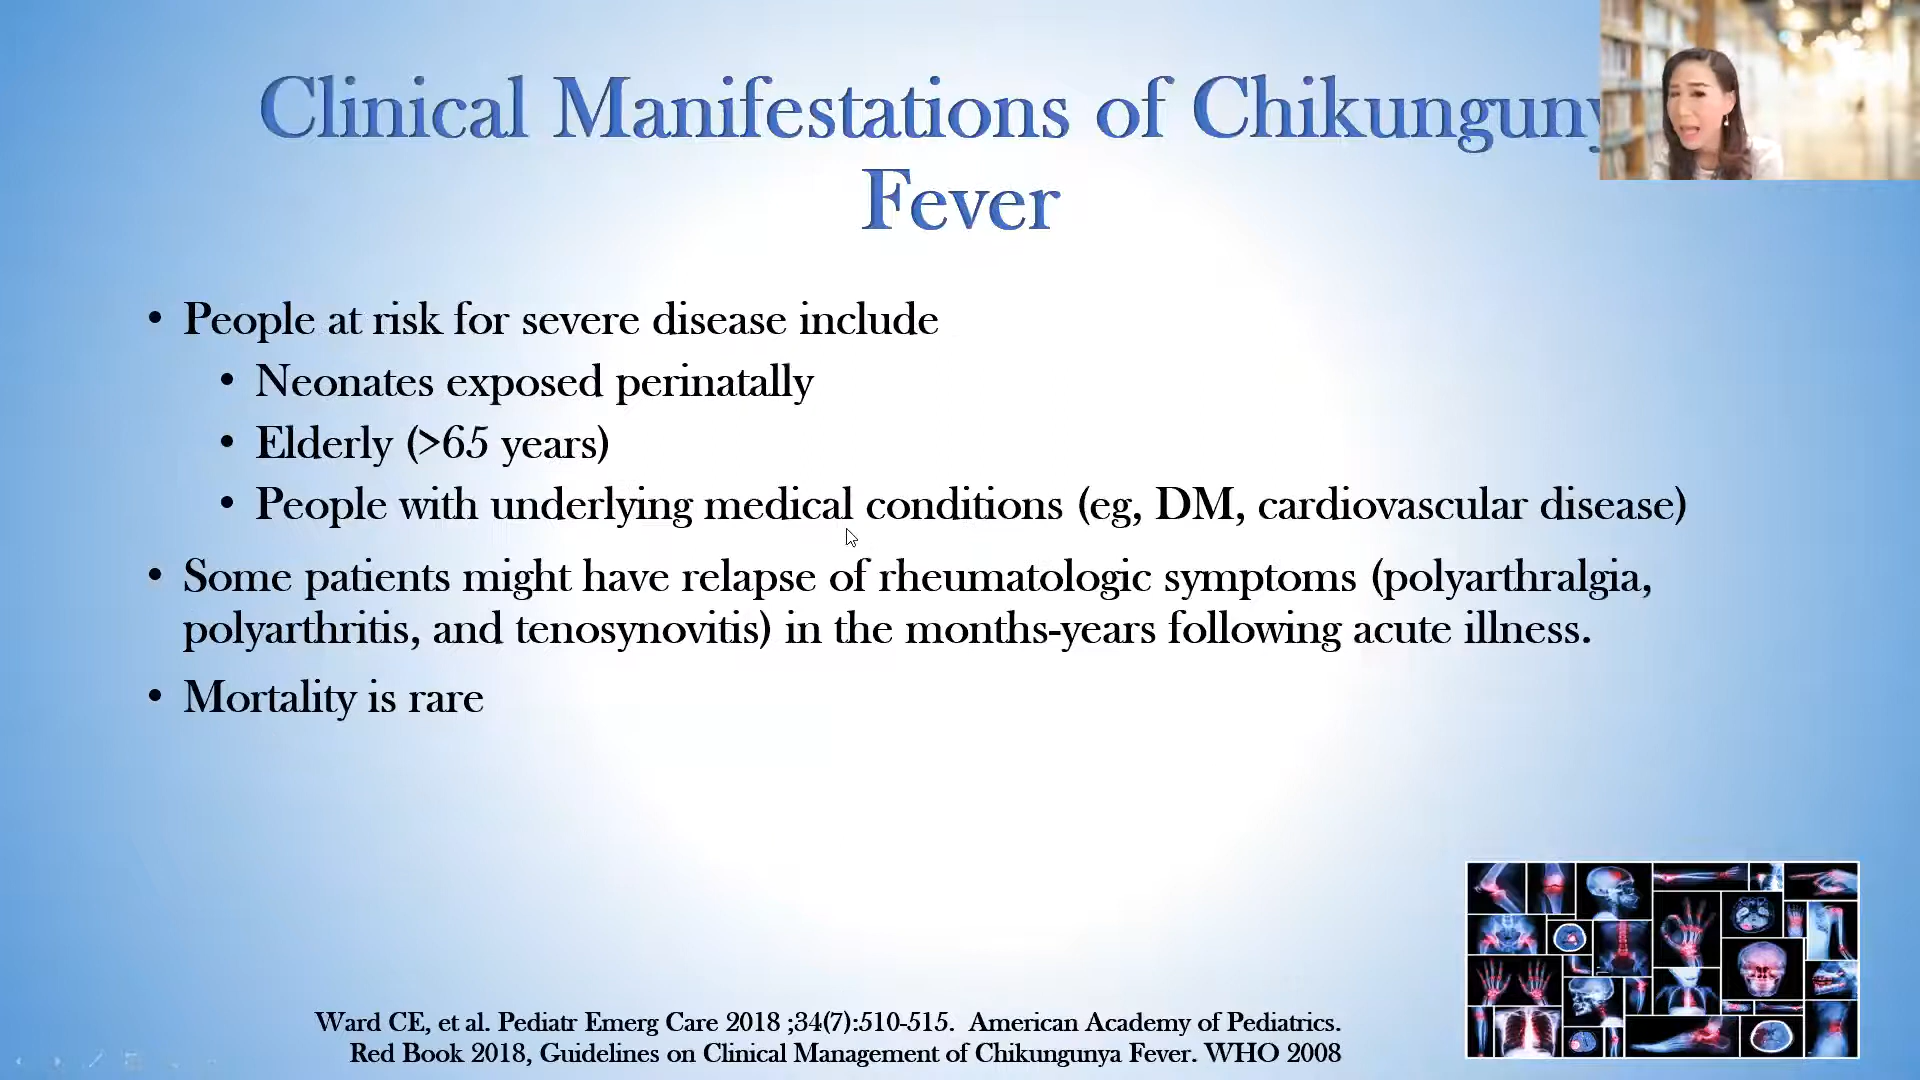 Clinical Manifestations of Chikunguny
Fever
• People at risk for severe disease include
• Neonates exposed perinatally
• Elderly (>65 years)
• People with underlying medical conditions (eg, DM, cardiovascular disease)
• Some patients might have relapse of rheumatologic symptoms (polyarthralgia,
polyarthritis, and tenosynovitis) in the months-years following acute illness.
• Mortality is rare
Ward CE, et al. Pediatr Emerg Care 2018 ;34(7):510-515. American Academy of Pediatrics.
Red Book 2018, Guidelines on Clinical Management of Chikungunya Fever. WHO 2008